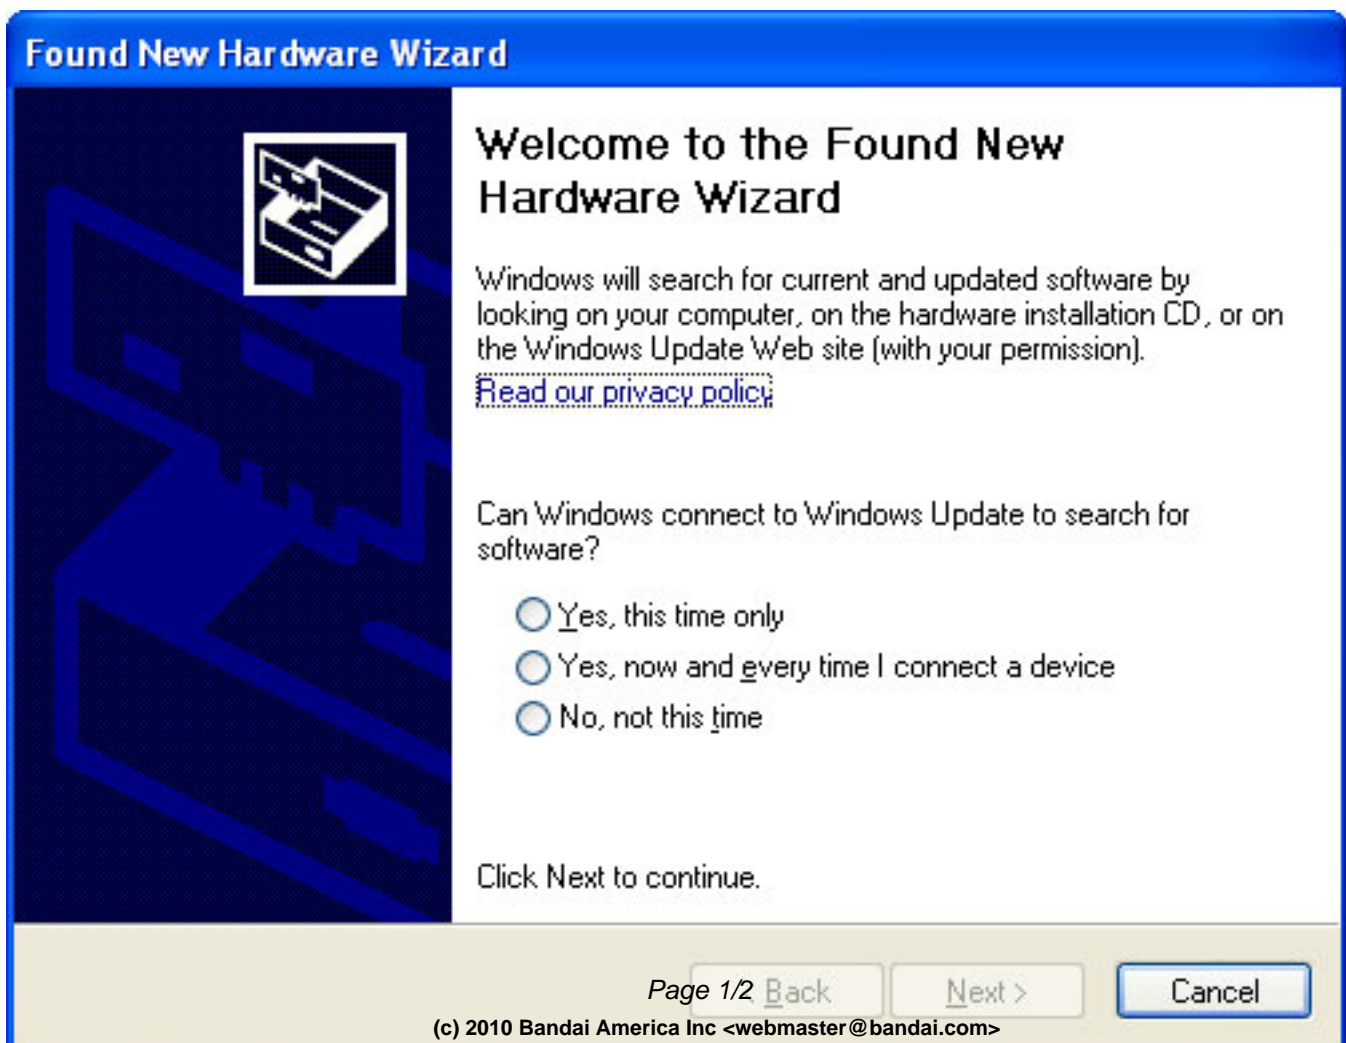 Found New Hardware Wizard
Welcome to the Found New
Hardware Wizard
Windows will search for current and updated software by
looking on your computer, on the hardware installation CD, or on
the Windows Update Web site (with your permission).
Read our privacy policy
Can Windows connect to Windows Update to search for
software?
Yes, this time only
Yes, now and every time I connect a device
No, not this time
Click Next to continue.
Page 1/2
< Back
Next >
Cancel
(c) 2010 Bandai America Inc <webmaster@bandai.com>